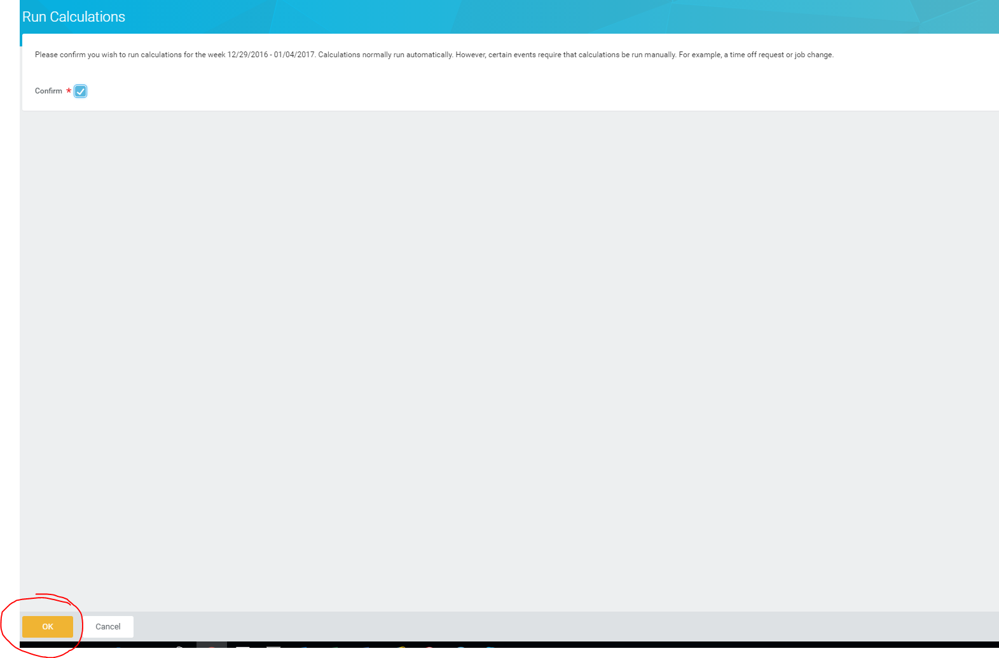 Run Calculations
Please confirm you wish to run calculations for the week 12/29/2016 - 01/04/2017. Calculations normally run automatically. However, certain events require that calculations be run manually. For example, a time off request or job change.
Confirm *
OK Cancel